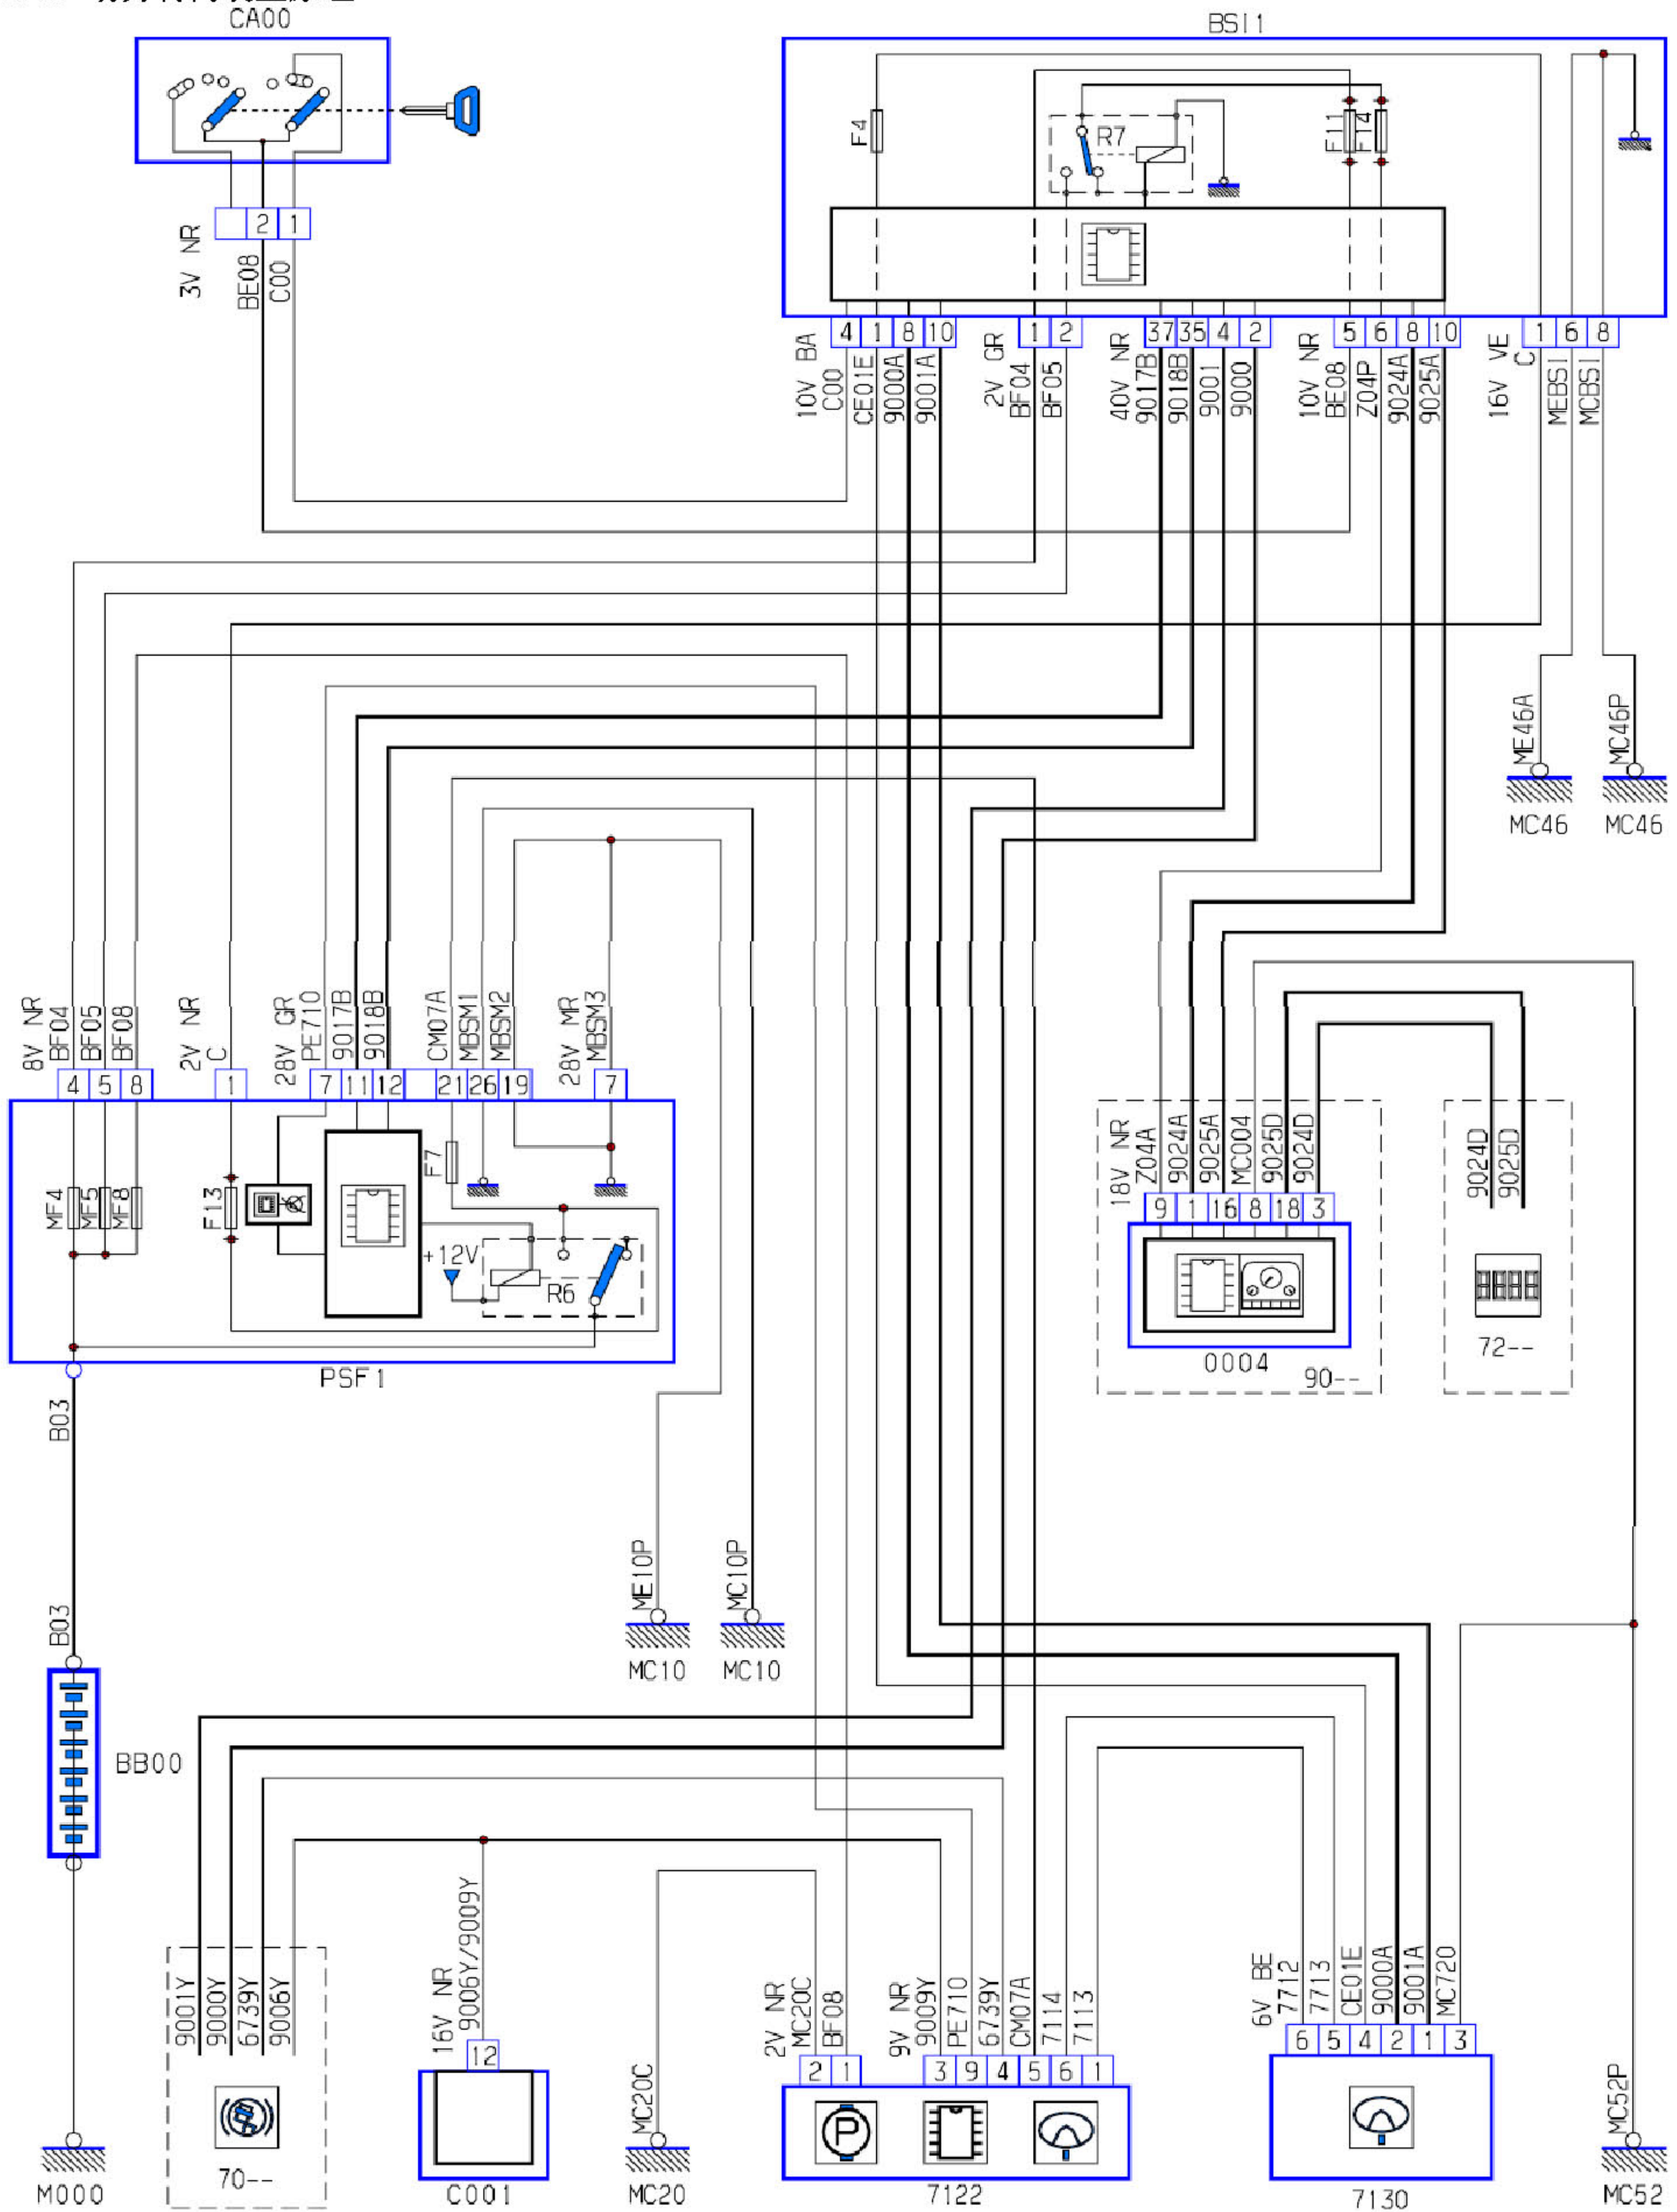 CA00
BSI1
F4
R7
F11
F14
3V NR
2
1
BE08
C00
4
1
8
10
1
2
37
35
4
2
5
6
8
10
1
6
8
10V BA
C00
CE01E
9000A
9001A
2V GR
BF04
BF05
40V NR
9017B
9018B
9001
9000
10V NR
BE08
Z04P
9024A
9025A
16V VE
C
MEBSI
MCBSI
ME46A
MC46P
MC46
MC46
8V NR
BF04
BF05
BF08
2V NR
C
28V GR
PE710
9017B
9018B
CM07A
MBSM1
MBSM2
28V MR
MBSM3
4
5
8
1
7
11
12
21
26
19
7
MF4
MF5
MF8
F13
F7
+12V
R6
PSF1
18V NR
Z04A
9024A
9025A
MC004
9025D
9024D
9
1
16
8
18
3
0004
90--
9024D
9025D
72--
B03
B03
BB00
M000
ME10P
MC10P
MC10
MC10
9001Y
9000Y
6739Y
9006Y
70--
16V NR
9006Y/9009Y
12
C001
MC20C
MC20
2V NR
MC20C
BF08
9V NR
9009Y
PE710
6739Y
CM07A
7114
7113
2
1
3
9
4
5
6
1
P
7122
6V BE
7712
7713
CE01E
9000A
9001A
MC720
6
5
4
2
1
3
7130
MC52P
MC52